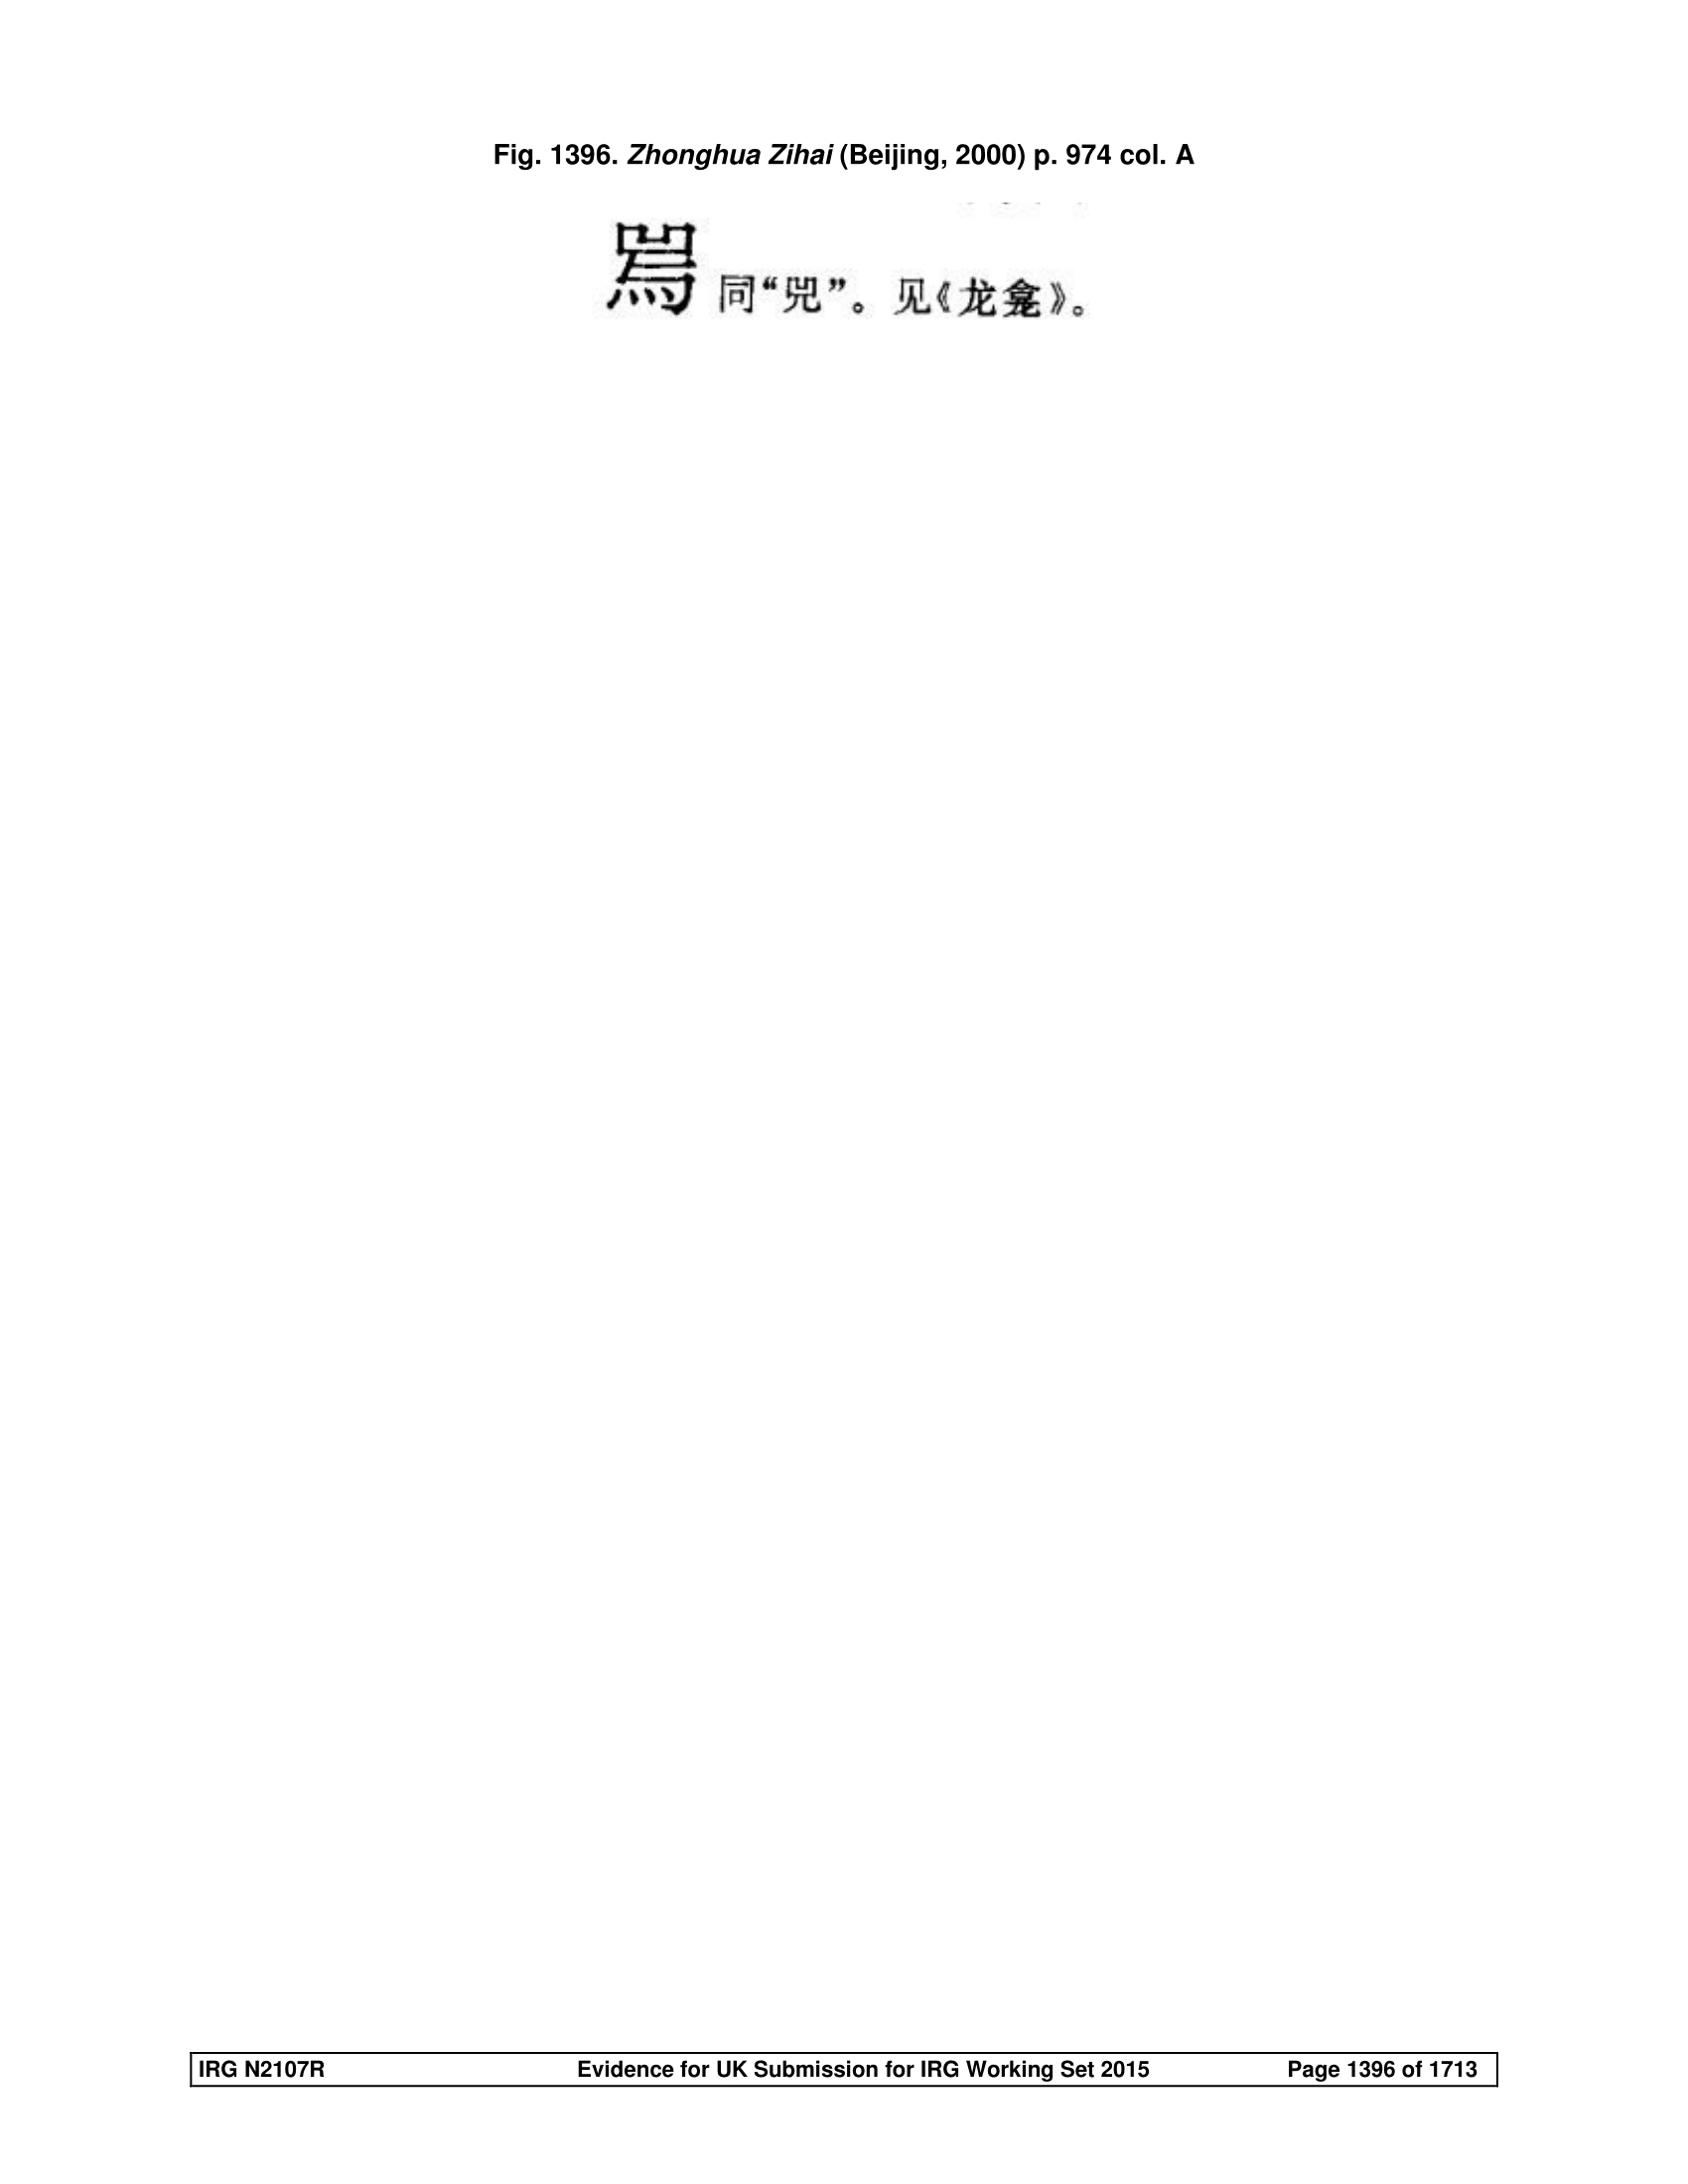 Fig. 1396. Zhonghua Zihai (Beijing, 2000) p. 974 col. A
同“兕”。见《龙龛》。
IRG N2107R Evidence for UK Submission for IRG Working Set 2015 Page 1396 of 1713